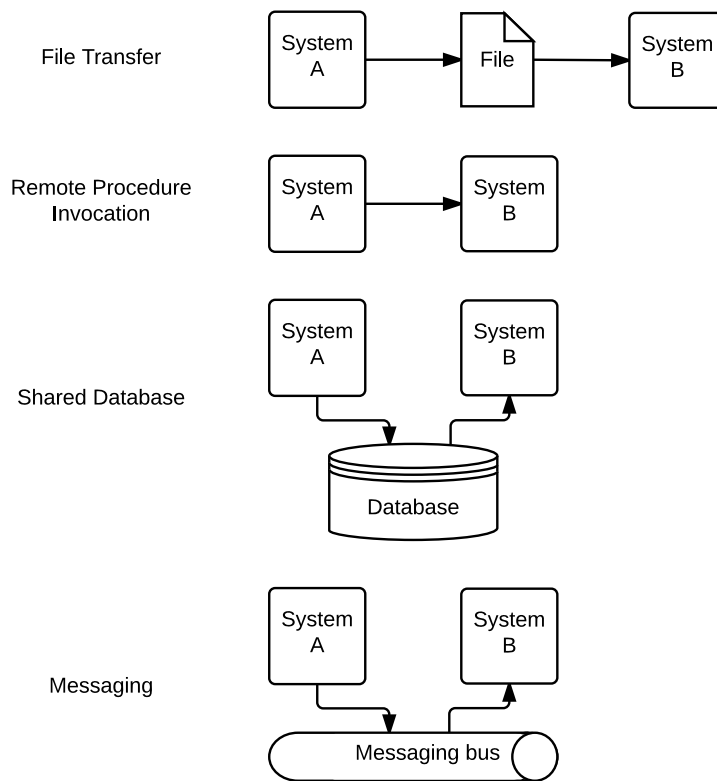 File Transfer
System
A
File
System
B
Remote Procedure
Invocation
System
A
System
B
Shared Database
System
A
System
B
Database
Messaging
System
A
System
B
Messaging bus